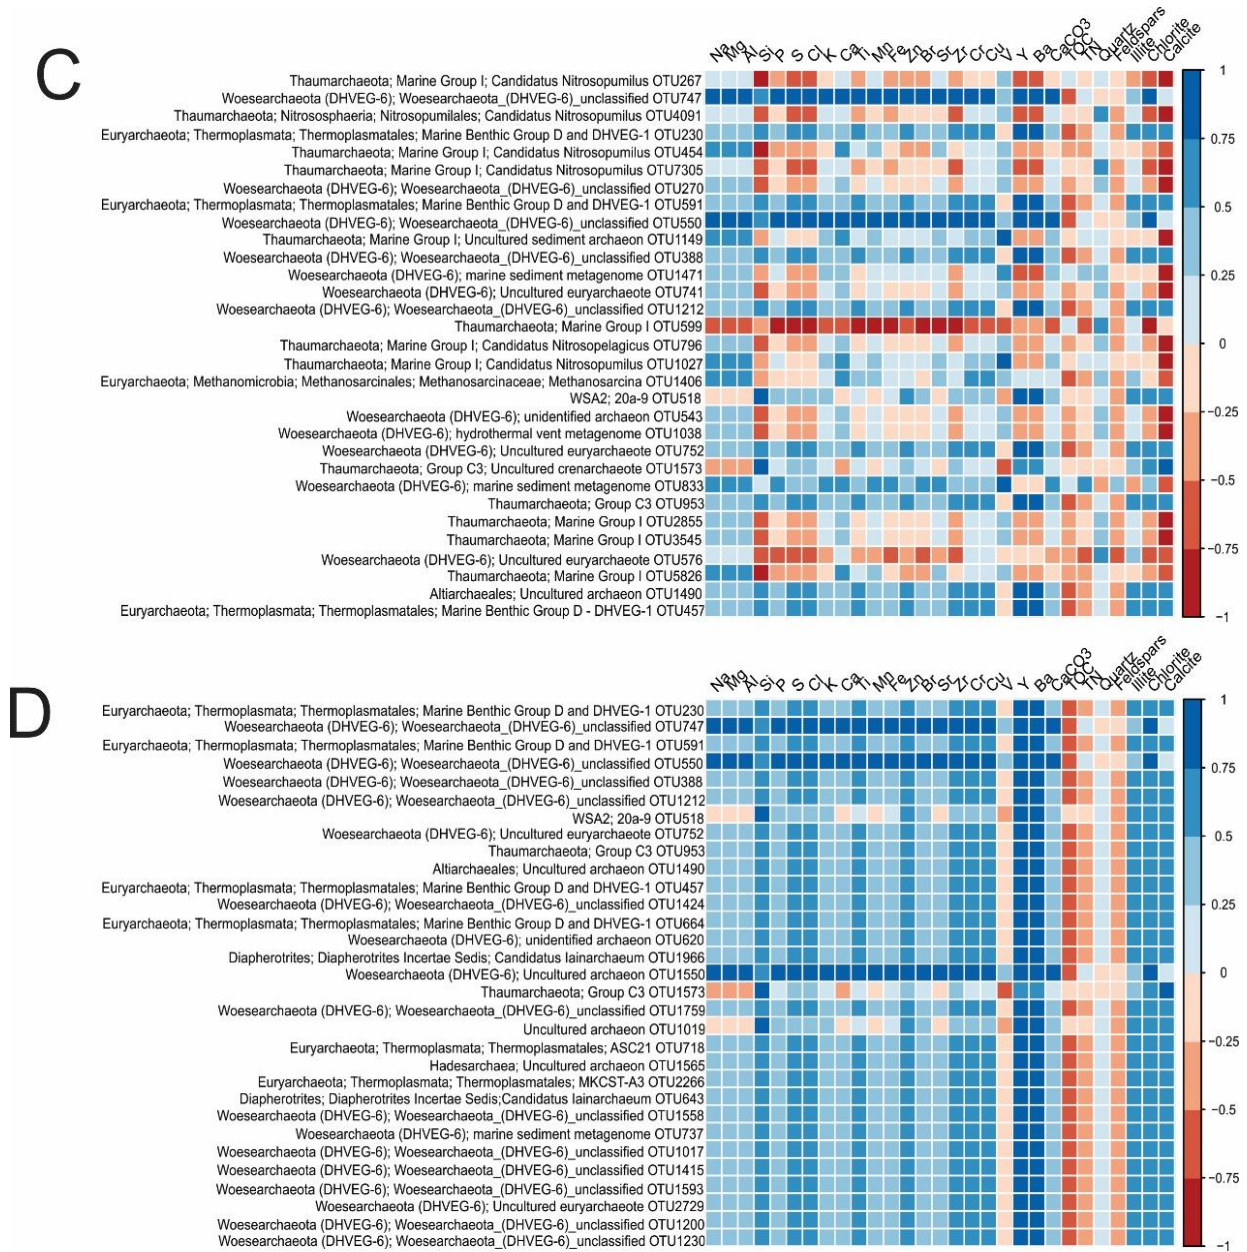 C
Na Mg Al Si P S Cl K Ca Ti Mn Fe Zn Br Sr Zr Cr Cu V Y Ba CaCO3 TOC TN Quartz Feldspars Illite Chlorite Calcite
Thaumarchaeota; Marine Group I; Candidatus Nitrosopumilus OTU267
Woesearchaeota (DHVEG-6); Woesearchaeota_(DHVEG-6)_unclassified OTU747
Thaumarchaeota; Nitrososphaeria; Nitrosopumilales; Candidatus Nitrosopumilus OTU4091
Euryarchaeota; Thermoplasmata; Thermoplasmatales; Marine Benthic Group D and DHVEG-1 OTU230
Thaumarchaeota; Marine Group I; Candidatus Nitrosopumilus OTU454
Thaumarchaeota; Marine Group I; Candidatus Nitrosopumilus OTU7305
Woesearchaeota (DHVEG-6); Woesearchaeota_(DHVEG-6)_unclassified OTU270
Euryarchaeota; Thermoplasmata; Thermoplasmatales; Marine Benthic Group D and DHVEG-1 OTU591
Woesearchaeota (DHVEG-6); Woesearchaeota_(DHVEG-6)_unclassified OTU550
Thaumarchaeota; Marine Group I; Uncultured sediment archaeon OTU1149
Woesearchaeota (DHVEG-6); Woesearchaeota_(DHVEG-6)_unclassified OTU388
Woesearchaeota (DHVEG-6); marine sediment metagenome OTU1471
Woesearchaeota (DHVEG-6); Uncultured euryarchaeote OTU741
Woesearchaeota (DHVEG-6); Woesearchaeota_(DHVEG-6)_unclassified OTU1212
Thaumarchaeota; Marine Group I OTU599
Thaumarchaeota; Marine Group I; Candidatus Nitrosopelagicus OTU796
Thaumarchaeota; Marine Group I; Candidatus Nitrosopumilus OTU1027
Euryarchaeota; Methanomicrobia; Methanosarcinales; Methanosarcinaceae; Methanosarcina OTU1406
WSA2; 20a-9 OTU518
Woesearchaeota (DHVEG-6); unidentified archaeon OTU543
Woesearchaeota (DHVEG-6); hydrothermal vent metagenome OTU1038
Woesearchaeota (DHVEG-6); Uncultured euryarchaeote OTU752
Thaumarchaeota; Group C3; Uncultured crenarchaeote OTU1573
Woesearchaeota (DHVEG-6); marine sediment metagenome OTU833
Thaumarchaeota; Group C3 OTU953
Thaumarchaeota; Marine Group I OTU2855
Thaumarchaeota; Marine Group I OTU3545
Woesearchaeota (DHVEG-6); Uncultured euryarchaeote OTU576
Thaumarchaeota; Marine Group I OTU5826
Altiarchaeales; Uncultured archaeon OTU1490
Euryarchaeota; Thermoplasmata; Thermoplasmatales; Marine Benthic Group D - DHVEG-1 OTU457
1
0.75
0.5
0.25
0
−0.25
−0.5
−0.75
−1
D
Na Mg Al Si P S Cl K Ca Ti Mn Fe Zn Br Sr Zr Cr Cu V Y Ba CaCO3 TOC TN Quartz Feldspars Illite Chlorite Calcite
Euryarchaeota; Thermoplasmata; Thermoplasmatales; Marine Benthic Group D and DHVEG-1 OTU230
Woesearchaeota (DHVEG-6); Woesearchaeota_(DHVEG-6)_unclassified OTU747
Euryarchaeota; Thermoplasmata; Thermoplasmatales; Marine Benthic Group D and DHVEG-1 OTU591
Woesearchaeota (DHVEG-6); Woesearchaeota_(DHVEG-6)_unclassified OTU550
Woesearchaeota (DHVEG-6); Woesearchaeota_(DHVEG-6)_unclassified OTU388
Woesearchaeota (DHVEG-6); Woesearchaeota_(DHVEG-6)_unclassified OTU1212
WSA2; 20a-9 OTU518
Woesearchaeota (DHVEG-6); Uncultured euryarchaeote OTU752
Thaumarchaeota; Group C3 OTU953
Altiarchaeales; Uncultured archaeon OTU1490
Euryarchaeota; Thermoplasmata; Thermoplasmatales; Marine Benthic Group D and DHVEG-1 OTU457
Woesearchaeota (DHVEG-6); Woesearchaeota_(DHVEG-6)_unclassified OTU1424
Euryarchaeota; Thermoplasmata; Thermoplasmatales; Marine Benthic Group D and DHVEG-1 OTU664
Woesearchaeota (DHVEG-6); unidentified archaeon OTU620
Diapherotrites; Diapherotrites Incertae Sedis; Candidatus Iainarchaeum OTU1966
Woesearchaeota (DHVEG-6); Uncultured archaeon OTU1550
Thaumarchaeota; Group C3 OTU1573
Woesearchaeota (DHVEG-6); Woesearchaeota_(DHVEG-6)_unclassified OTU1759
Uncultured archaeon OTU1019
Euryarchaeota; Thermoplasmata; Thermoplasmatales; ASC21 OTU718
Hadesarchaea; Uncultured archaeon OTU1565
Euryarchaeota; Thermoplasmata; Thermoplasmatales; MKCST-A3 OTU2266
Diapherotrites; Diapherotrites Incertae Sedis;Candidatus Iainarchaeum OTU643
Woesearchaeota (DHVEG-6); Woesearchaeota_(DHVEG-6)_unclassified OTU1558
Woesearchaeota (DHVEG-6); marine sediment metagenome OTU737
Woesearchaeota (DHVEG-6); Woesearchaeota_(DHVEG-6)_unclassified OTU1017
Woesearchaeota (DHVEG-6); Woesearchaeota_(DHVEG-6)_unclassified OTU1415
Woesearchaeota (DHVEG-6); Woesearchaeota_(DHVEG-6)_unclassified OTU1593
Woesearchaeota (DHVEG-6); Uncultured euryarchaeote OTU2729
Woesearchaeota (DHVEG-6); Woesearchaeota_(DHVEG-6)_unclassified OTU1200
Woesearchaeota (DHVEG-6); Woesearchaeota_(DHVEG-6)_unclassified OTU1230
1
0.75
0.5
0.25
0
−0.25
−0.5
−0.75
−1